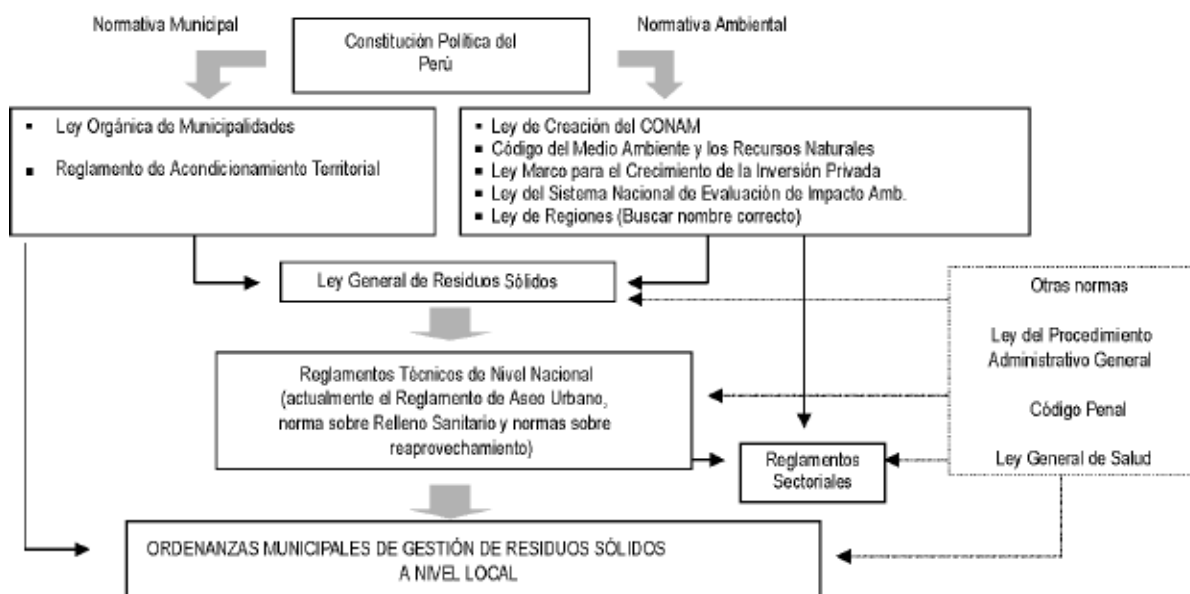 Normativa Municipal
Constitución Política del
Perú
Normativa Ambiental
▪ Ley Orgánica de Municipalidades
▪ Reglamento de Acondicionamiento Territorial
▪ Ley de Creación del CONAM
▪ Código del Medio Ambiente y los Recursos Naturales
▪ Ley Marco para el Crecimiento de la Inversión Privada
▪ Ley del Sistema Nacional de Evaluación de Impacto Amb.
▪ Ley de Regiones (Buscar nombre correcto)
Ley General de Residuos Sólidos
Otras normas
Ley del Procedimiento
Administrativo General
Código Penal
Ley General de Salud
Reglamentos Técnicos de Nivel Nacional
(actualmente el Reglamento de Aseo Urbano,
norma sobre Relleno Sanitario y normas sobre
reaprovechamiento)
Reglamentos
Sectoriales
ORDENANZAS MUNICIPALES DE GESTIÓN DE RESIDUOS SÓLIDOS
A NIVEL LOCAL